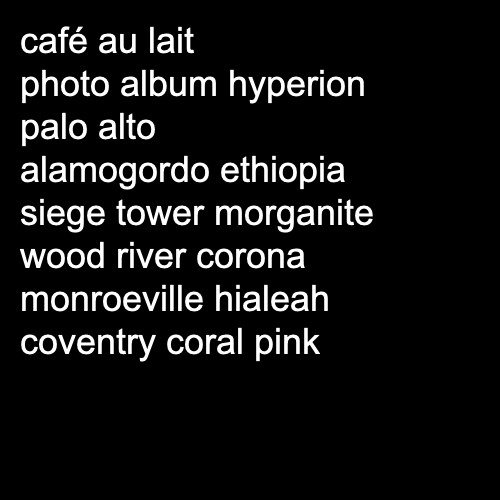 café au lait
photo album hyperion
palo alto
alamogordo ethiopia
siege tower morganite
wood river corona
monroeville hialeah
coventry coral pink